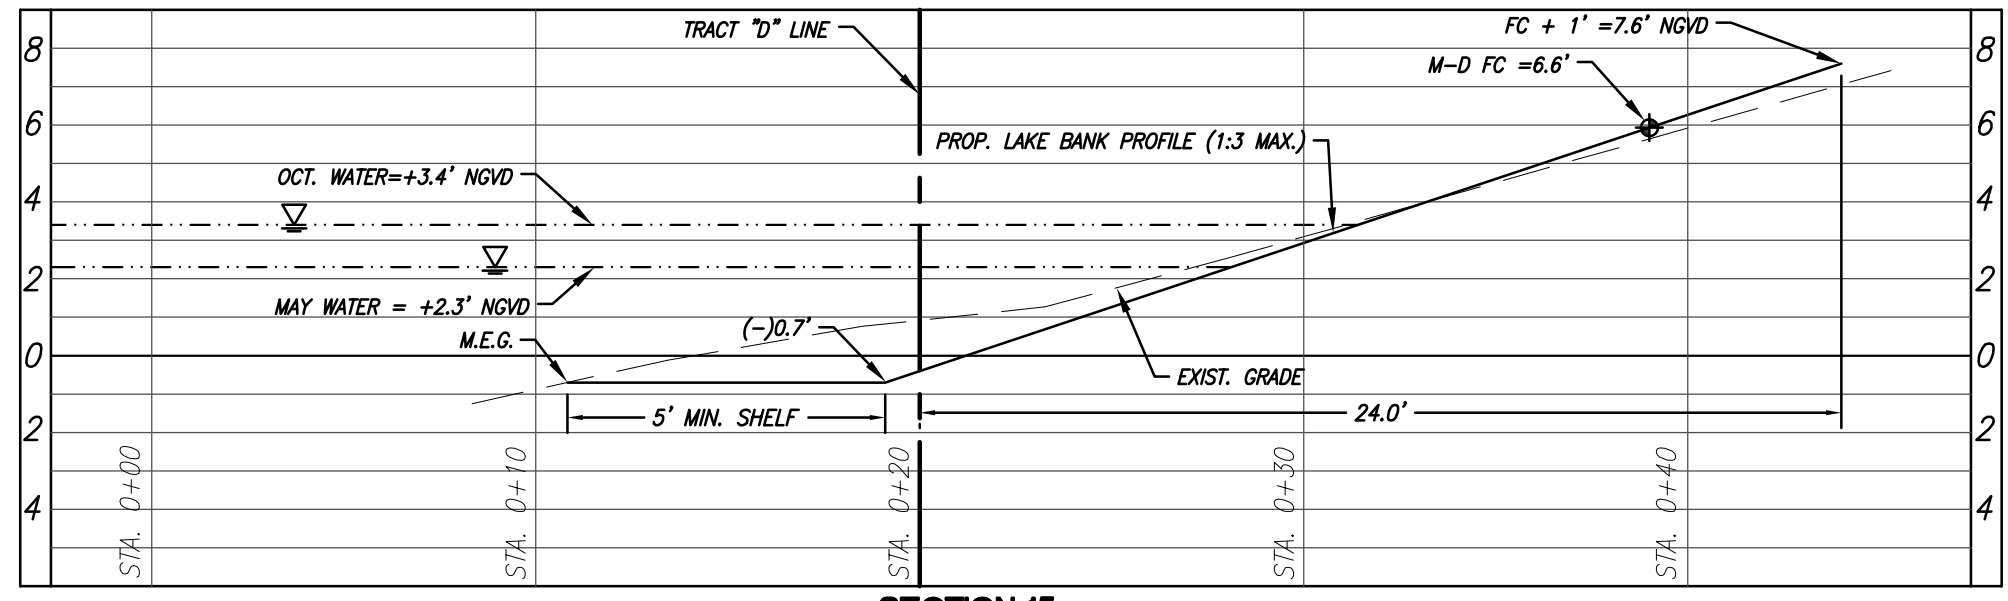 TRACT "D" LINE
FC + 1' =7.6' NGVD
8 8
M-D FC =6.6'
6 6
PROP. LAKE BANK PROFILE (1:3 MAX.)
OCT. WATER=+3.4' NGVD
4 4
2 2
MAY WATER = +2.3' NGVD
(-)0.7'
M.E.G.
0 0
EXIST. GRADE
5' MIN. SHELF
24.0'
2 2
4 4
STA. 0+00
STA. 0+10
STA. 0+20
STA. 0+30
STA. 0+40